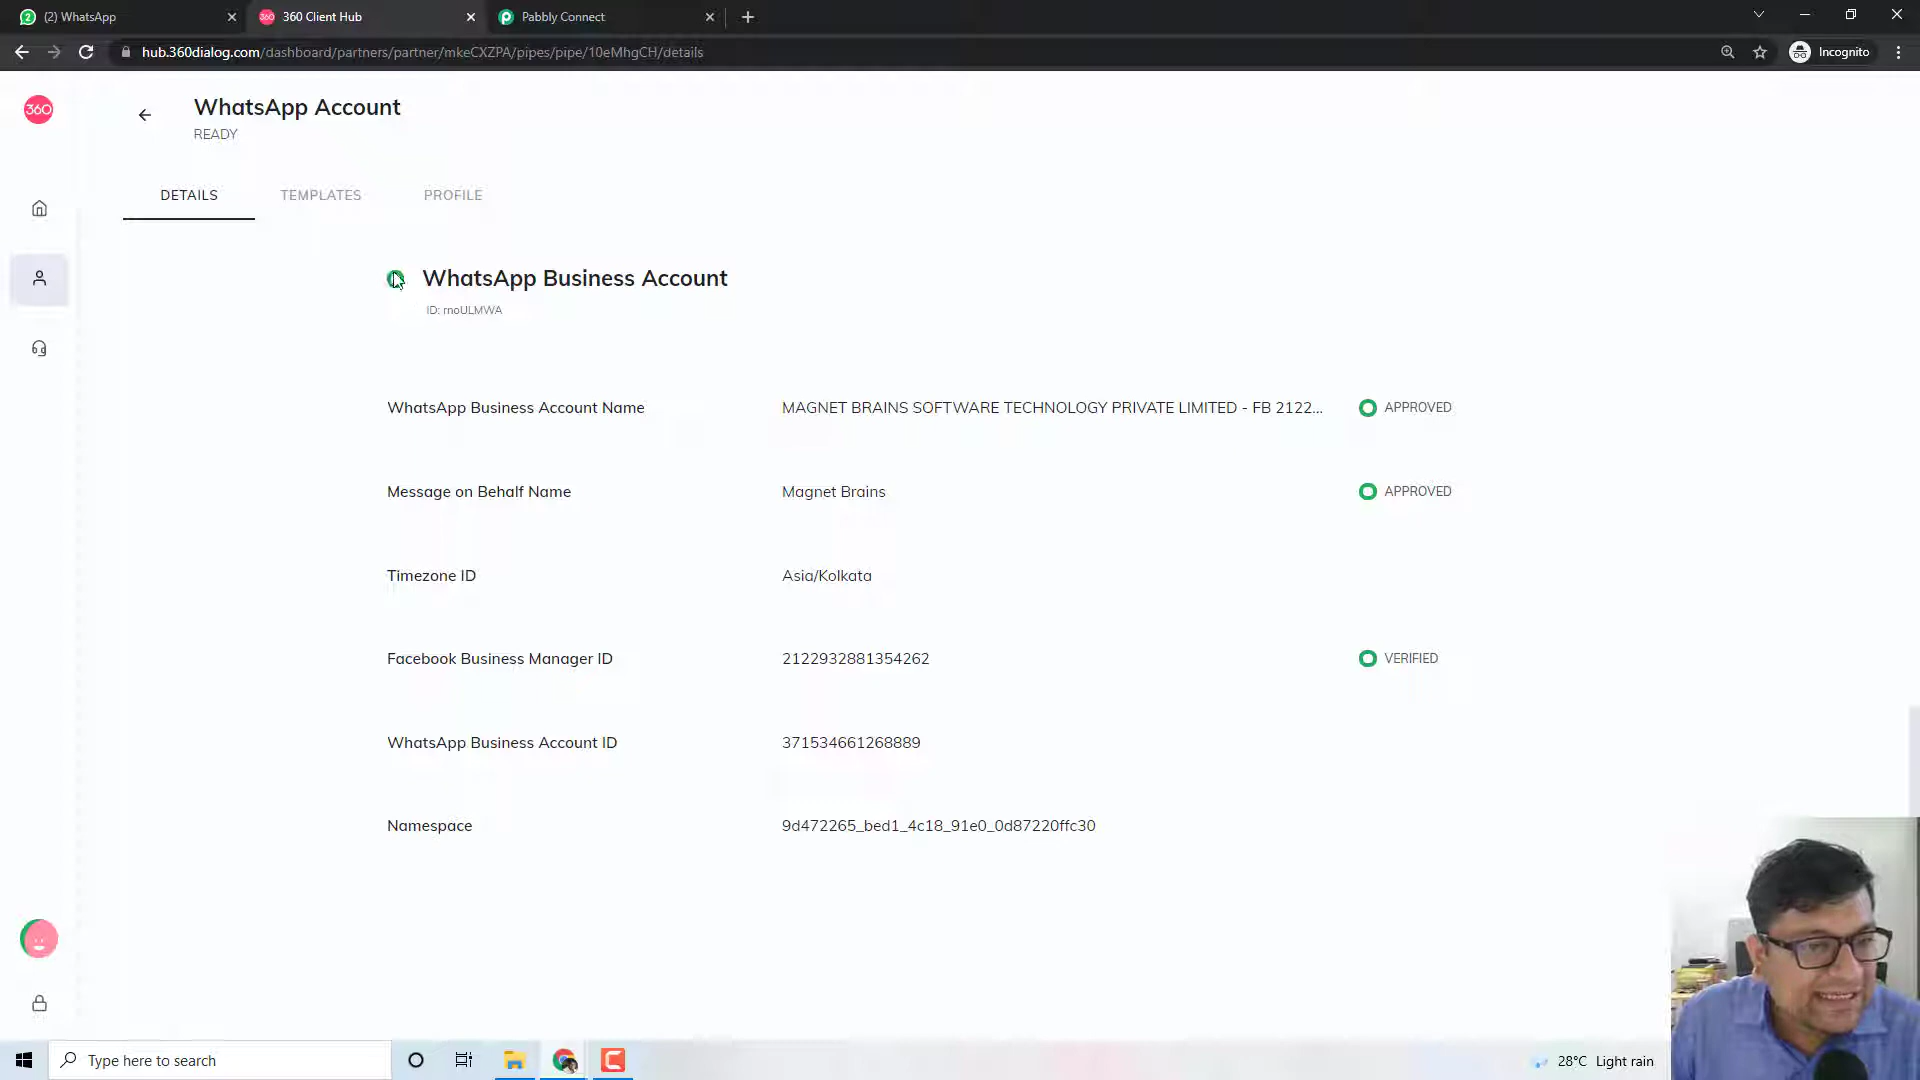 (2) WhatsApp
360 Client Hub
Pabbly Connect
hub.360dialog.com/dashboard/partners/partner/mkeCXZPA/pipes/pipe/10eMhgCH/details
Incognito
360
WhatsApp Account
READY
DETAILS
TEMPLATES
PROFILE
WhatsApp Business Account
ID: rnoULMWA
WhatsApp Business Account Name
MAGNET BRAINS SOFTWARE TECHNOLOGY PRIVATE LIMITED - FB 2122...
APPROVED
Message on Behalf Name
Magnet Brains
APPROVED
Timezone ID
Asia/Kolkata
Facebook Business Manager ID
2122932881354262
VERIFIED
WhatsApp Business Account ID
371534661268889
Namespace
9d472265_bed1_4c18_91e0_0d87220ffc30
Type here to search
28°C Light rain